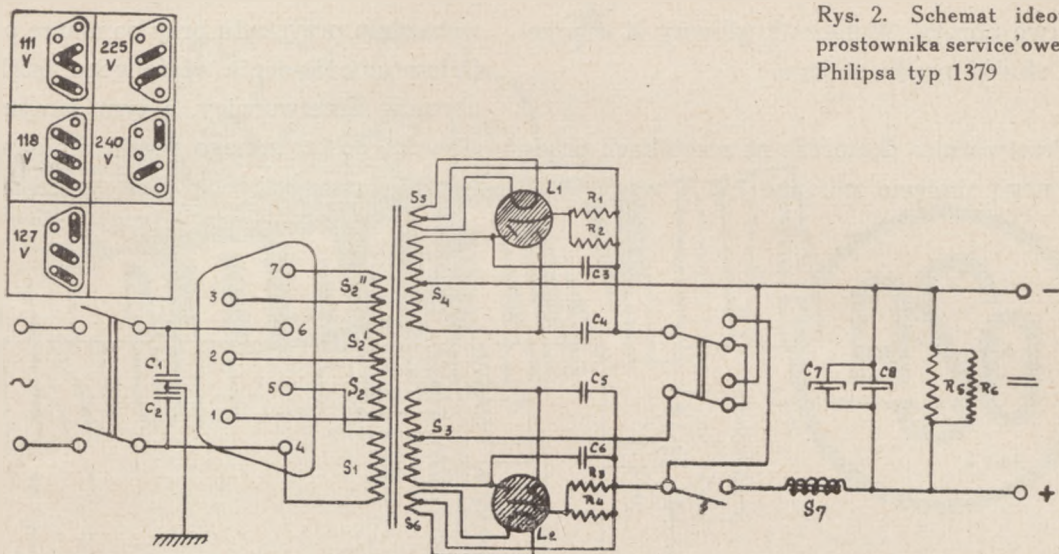 Rys. 2. Schemat ideo
prostownika service'owe
Philipsa typ 1379
111 V
225 V
118 V
240 V
127 V
7
3
6
2
5
1
4
C1
C2
~
S2"
S2'
S2
S1
S5
S4
S3
S6
L1
R1
R2
C3
C4
C5
C6
R3
R4
L2
S7
C7
C8
R5
R6
−
=
+